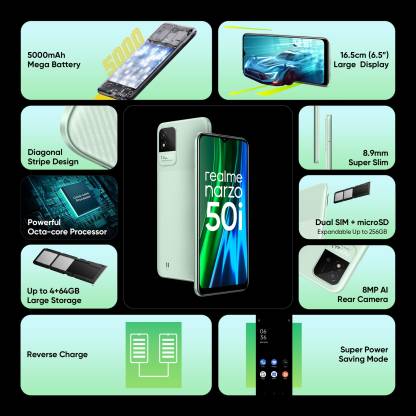 5000mAh
Mega Battery
5000
16.5cm (6.5")
Large Display
Diagonal
Stripe Design
8.9mm
Super Slim
realme
narzo
50i
Powerful
Octa-core Processor
Dual SIM + microSD
Expandable Up to 256GB
Up to 4+64GB
Large Storage
8MP AI
Rear Camera
Reverse Charge
06
36
Super Power
Saving Mode